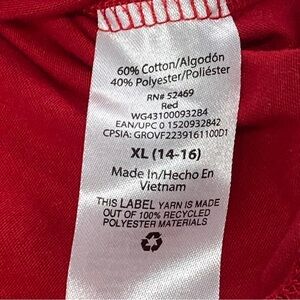 60% Cotton/Algodón
40% Polyester/Poliéster
RN# 52469
Red
WG43100093284
EAN/UPC 0 1520932842
CPSIA: GROVF2239161100D1
XL (14-16)
Made In/Hecho En
Vietnam
THIS LABEL YARN IS MADE
OUT OF 100% RECYCLED
POLYESTER MATERIALS